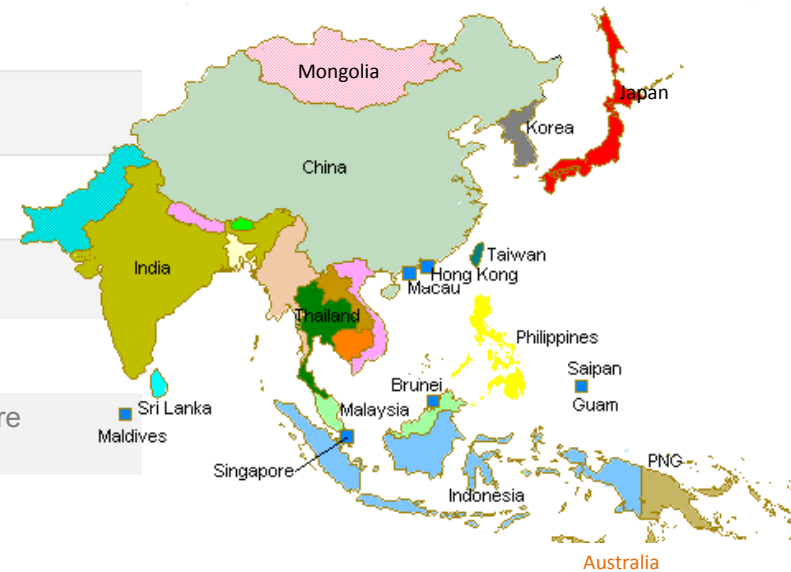 Mongolia
Japan
Korea
China
Taiwan
Hong Kong
Macau
India
Thailand
Philippines
Saipan
Guam
Brunei
Sri Lanka
Malaysia
re
Maldives
Singapore
PNG
Indonesia
Australia